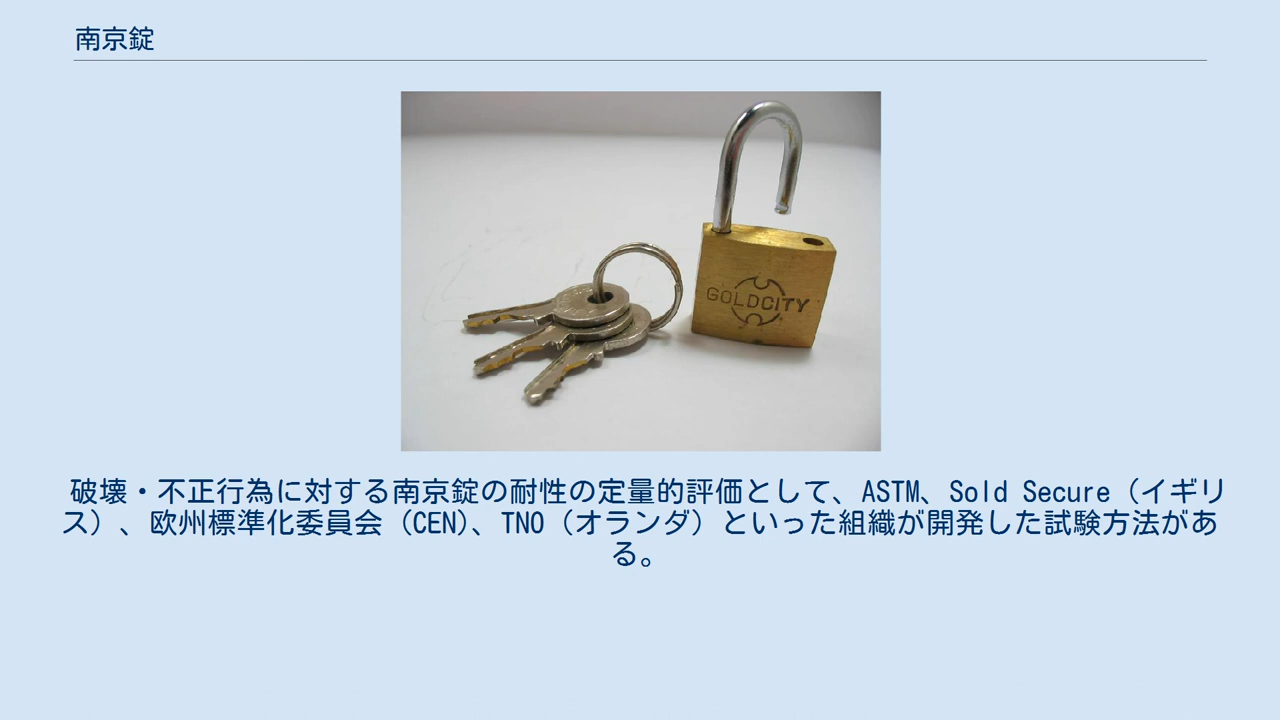 南京錠
GOLDCITY
破壊・不正行為に対する南京錠の耐性の定量的評価として、ASTM、Sold Secure（イギリ
ス）、欧州標準化委員会（CEN)、TNO（オランダ）といった組織が開発した試験方法があ
る。